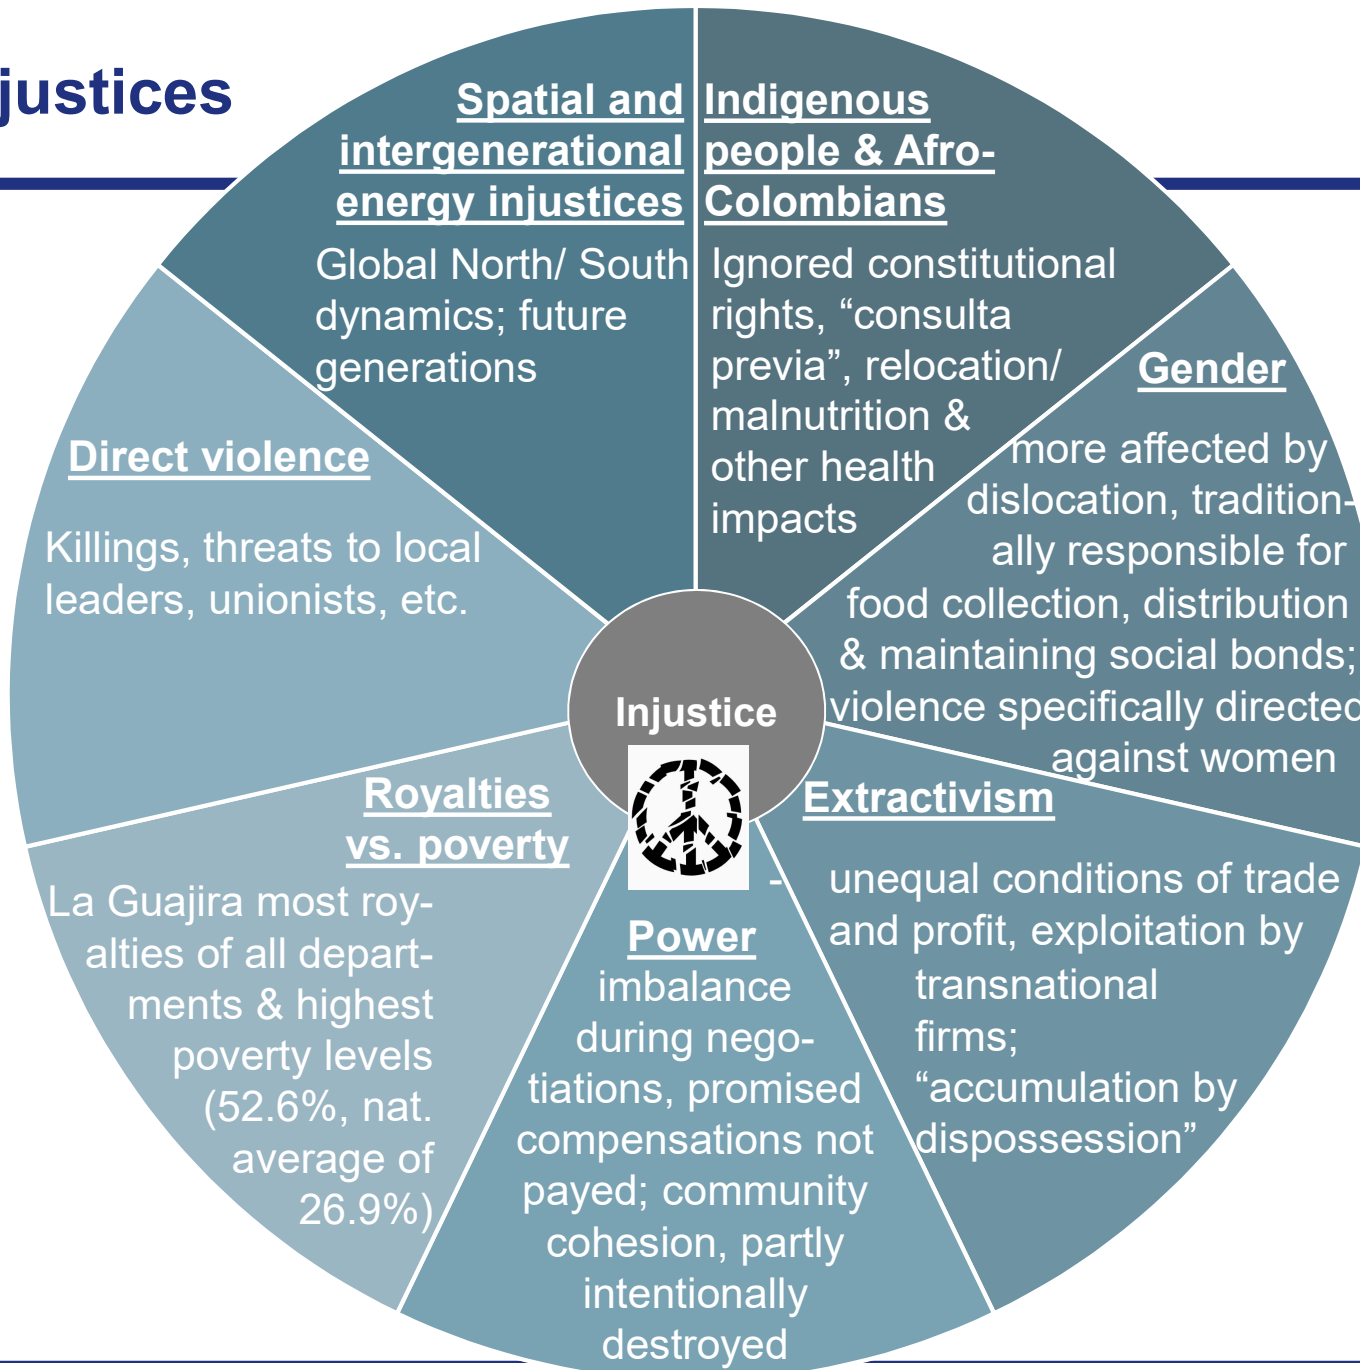 justices
Spatial and
intergenerational
energy injustices
Global North/ South
dynamics; future
generations
Indigenous
people & Afro-
Colombians
Ignored constitutional
rights, “consulta
previa”, relocation/
malnutrition &
other health
impacts
Gender
more affected by
dislocation, tradition-
ally responsible for
food collection, distribution
& maintaining social bonds;
violence specifically directed
against women
Extractivism
- unequal conditions of trade
and profit, exploitation by
transnational
firms;
“accumulation by
dispossession”
Power
imbalance
during nego-
tiations, promised
compensations not
payed; community
cohesion, partly
intentionally
destroyed
Royalties
vs. poverty
La Guajira most roy-
alties of all depart-
ments & highest
poverty levels
(52.6%, nat.
average of
26.9%)
Direct violence
Killings, threats to local
leaders, unionists, etc.
Injustice